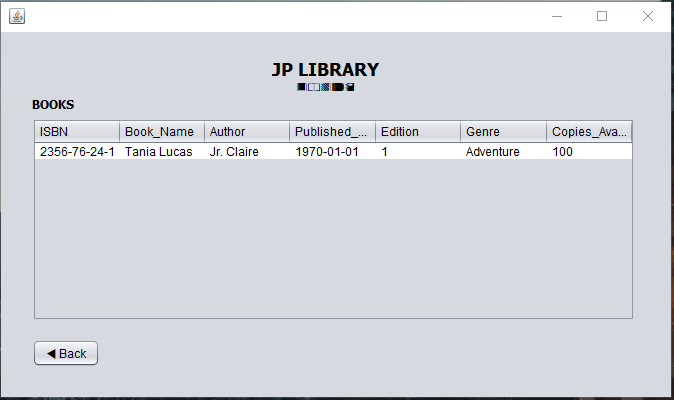 JP LIBRARY
BOOKS
ISBN Book_Name Author Published_... Edition Genre Copies_Ava...
2356-76-24-1 Tania Lucas Jr. Claire 1970-01-01 1 Adventure 100
◀ Back